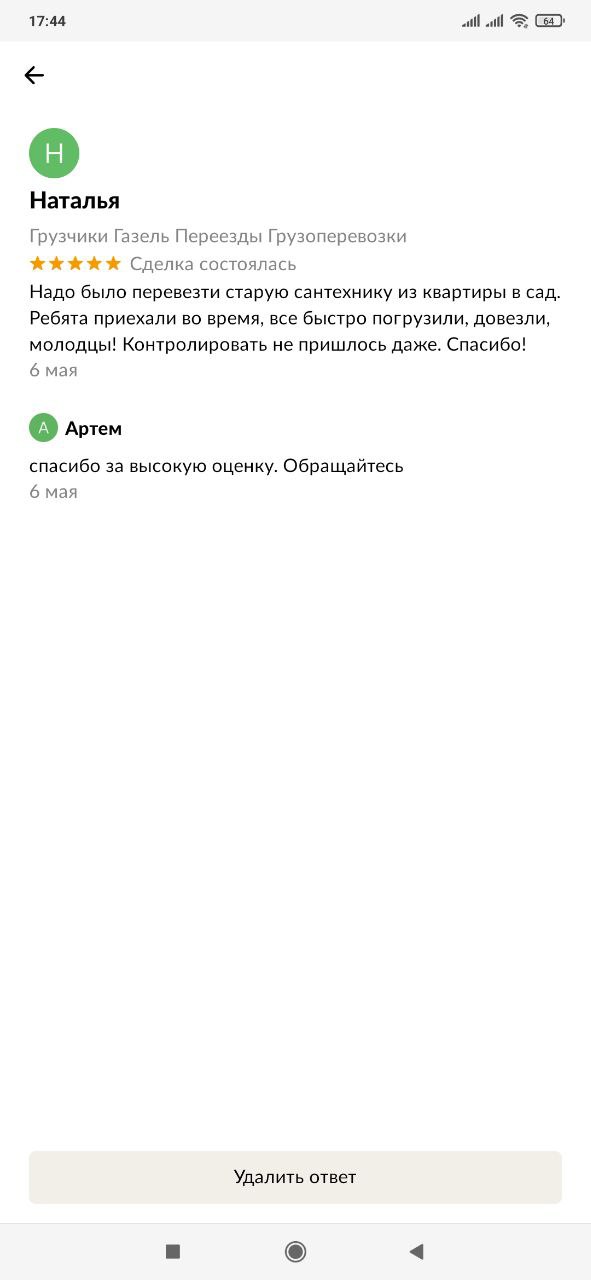 17:44
64
Н
Наталья
Грузчики Газель Переезды Грузоперевозки
Сделка состоялась
Надо было перевезти старую сантехнику из квартиры в сад.
Ребята приехали во время, все быстро погрузили, довезли,
молодцы! Контролировать не пришлось даже. Спасибо!
6 мая
А Артем
спасибо за высокую оценку. Обращайтесь
6 мая
Удалить ответ